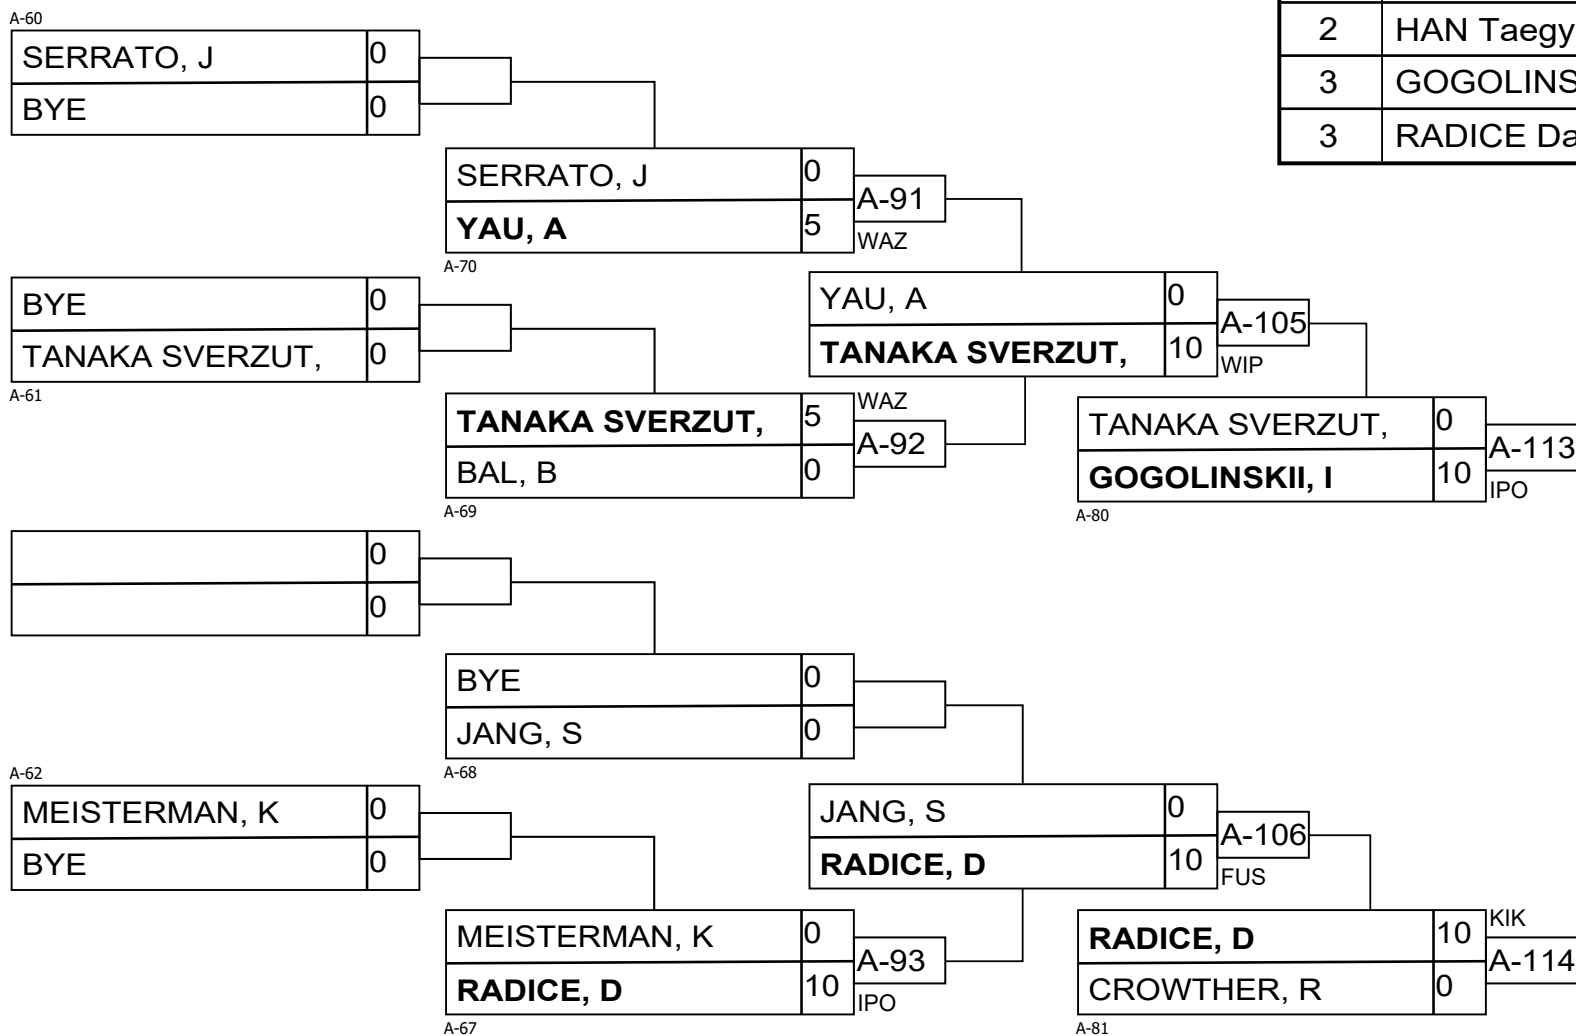 A-60
SERRATO, J 0
BYE 0
2 HAN Taegy
3 GOGOLINS
3 RADICE Da
SERRATO, J 0
A-91
YAU, A 5
WAZ
A-70
BYE 0
TANAKA SVERZUT, 0
A-61
YAU, A 0
A-105
TANAKA SVERZUT, 10
WIP
WAZ
TANAKA SVERZUT, 5
A-92
BAL, B 0
A-69
TANAKA SVERZUT, 0
A-113
GOGOLINSKII, I 10
IPO
A-80
0
0
BYE 0
JANG, S 0
A-68
A-62
MEISTERMAN, K 0
BYE 0
JANG, S 0
A-106
RADICE, D 10
FUS
MEISTERMAN, K 0
A-93
RADICE, D 10
IPO
A-67
KIK
RADICE, D 10
A-114
CROWTHER, R 0
A-81